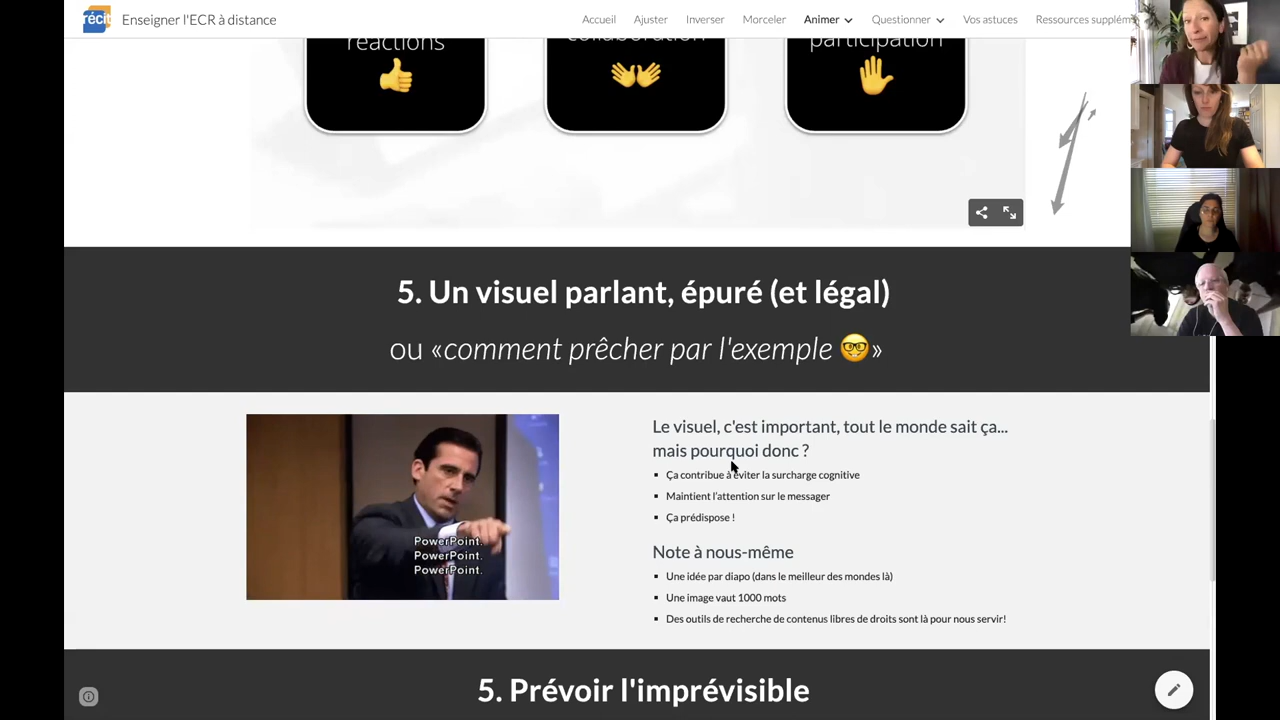 récit
Enseigner l'ECR à distance
Accueil Ajuster Inverser Morceler Animer Questionner Vos astuces Ressources supplém
réactions
collaboration
participation
5. Un visuel parlant, épuré (et légal)
ou «comment prêcher par l'exemple 🤓»
PowerPoint.
PowerPoint.
PowerPoint.
Le visuel, c'est important, tout le monde sait ça...
mais pourquoi donc ?
Ça contribue à éviter la surcharge cognitive
Maintient l'attention sur le messager
Ça prédispose !
Note à nous-même
Une idée par diapo (dans le meilleur des mondes là)
Une image vaut 1000 mots
Des outils de recherche de contenus libres de droits sont là pour nous servir!
5. Prévoir l'imprévisible